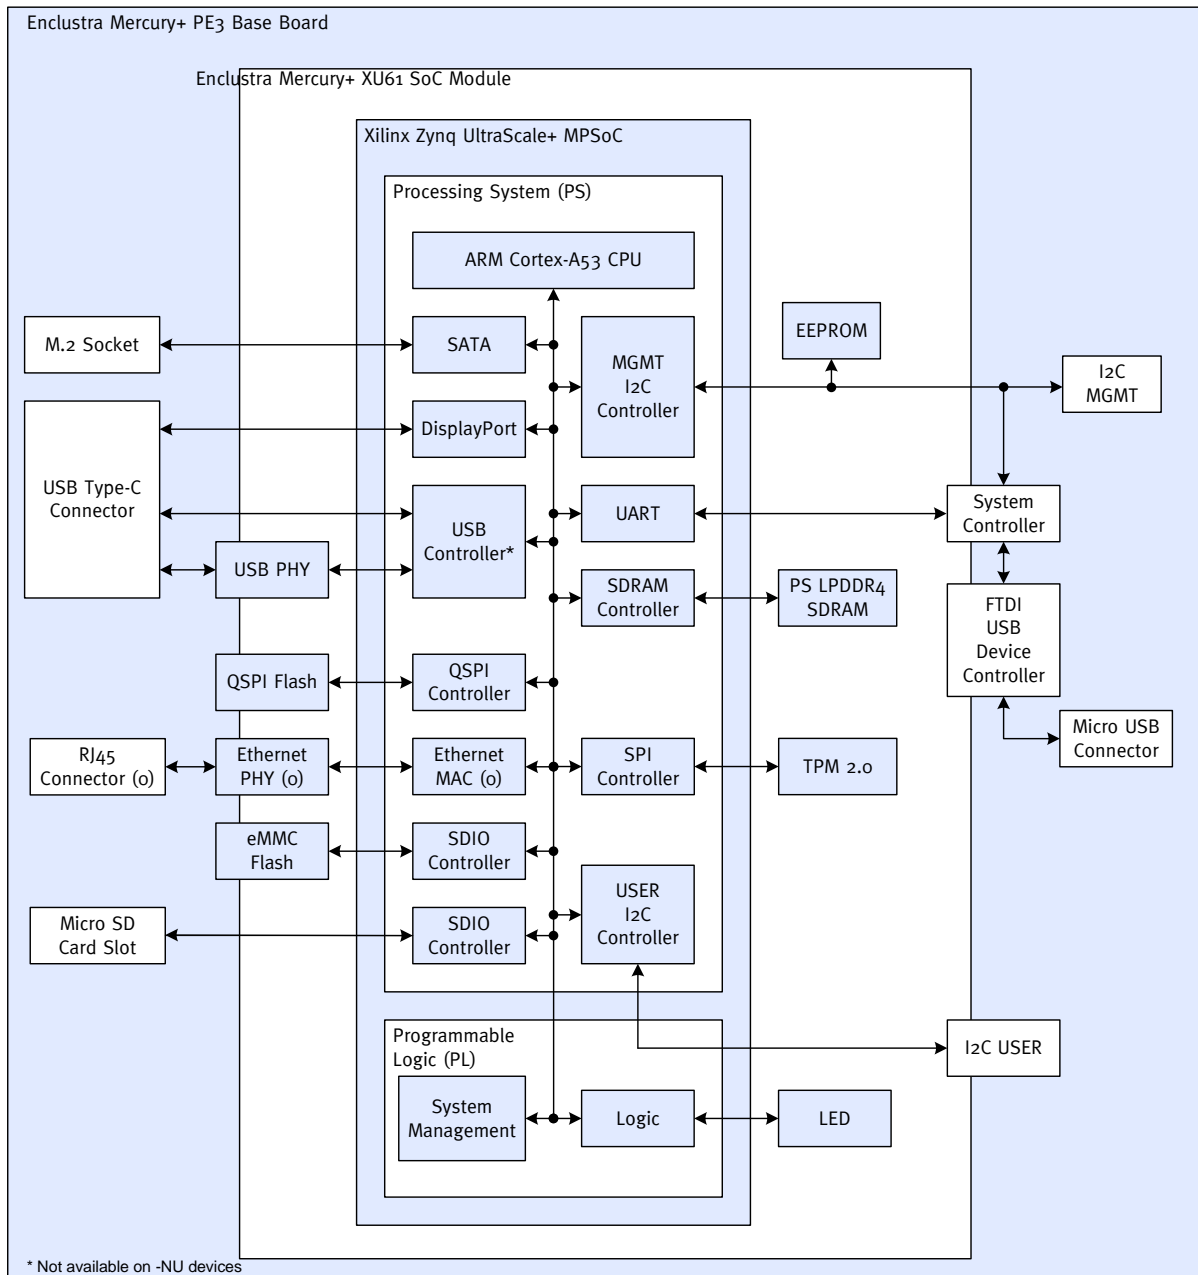 Enclustra Mercury+ PE3 Base Board
Enclustra Mercury+ XU61 SoC Module
Xilinx Zynq UltraScale+ MPSoC
Processing System (PS)
ARM Cortex-A53 CPU
M.2 Socket
SATA
MGMT
I2C
Controller
EEPROM
I2C
MGMT
DisplayPort
USB Type-C
Connector
USB
Controller*
UART
System
Controller
USB PHY
SDRAM
Controller
PS LPDDR4
SDRAM
FTDI
USB
Device
Controller
QSPI Flash
QSPI
Controller
RJ45
Connector (0)
Ethernet
PHY (0)
Ethernet
MAC (0)
SPI
Controller
TPM 2.0
Micro USB
Connector
eMMC
Flash
SDIO
Controller
USER
I2C
Controller
Micro SD
Card Slot
SDIO
Controller
Programmable
Logic (PL)
I2C USER
System
Management
Logic
LED
* Not available on -NU devices